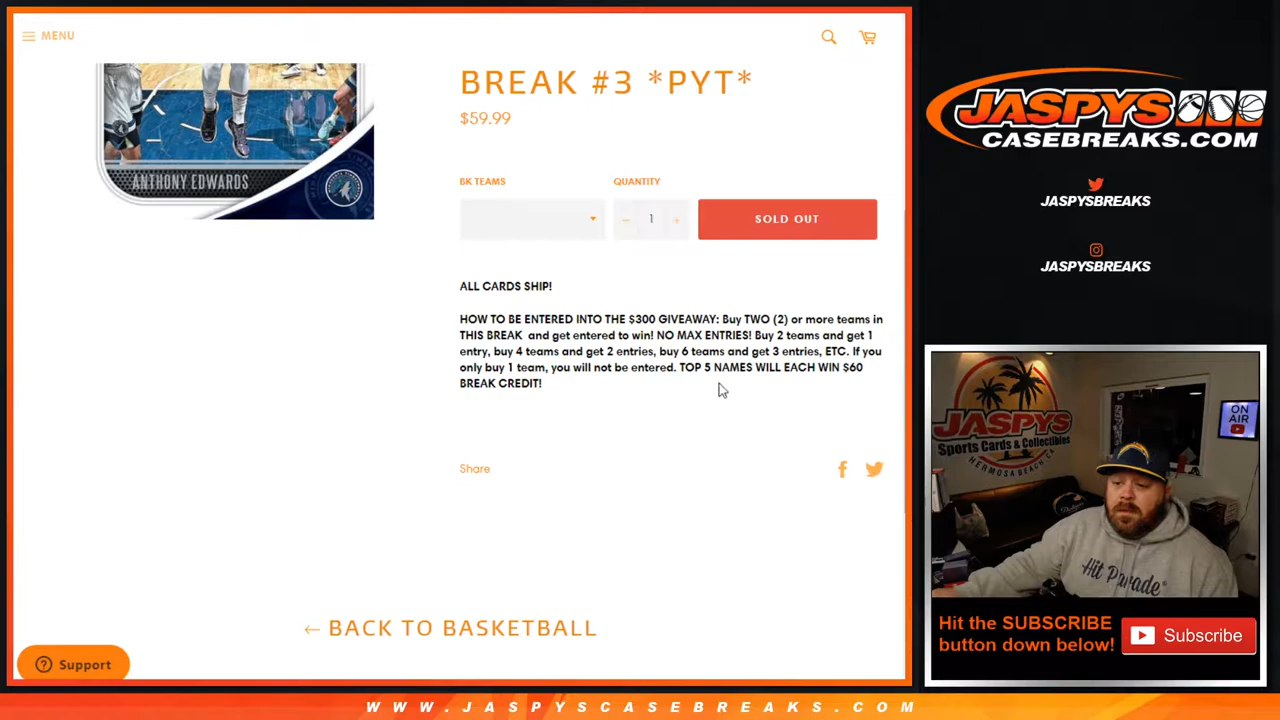 MENU
BREAK #3 *PYT*
$59.99
BK TEAMS
QUANTITY
1
SOLD OUT
ANTHONY EDWARDS
ALL CARDS SHIP!
HOW TO BE ENTERED INTO THE $300 GIVEAWAY: Buy TWO (2) or more teams in
THIS BREAK and get entered to win! NO MAX ENTRIES! Buy 2 teams and get 1
entry, buy 4 teams and get 2 entries, buy 6 teams and get 3 entries, ETC. If you
only buy 1 team, you will not be entered. TOP 5 NAMES WILL EACH WIN $60
BREAK CREDIT!
Share
← BACK TO BASKETBALL
Support
JASPYS
CASEBREAKS.COM
JASPYSBREAKS
JASPYSBREAKS
JASPYS
Sports Cards & Collectibles
HERMOSA BEACH, CA
ON
AIR
Dodgers
Hit Parade
Hit the SUBSCRIBE
button down below!
Subscribe
WWW.JASPYSCASEBREAKS.COM